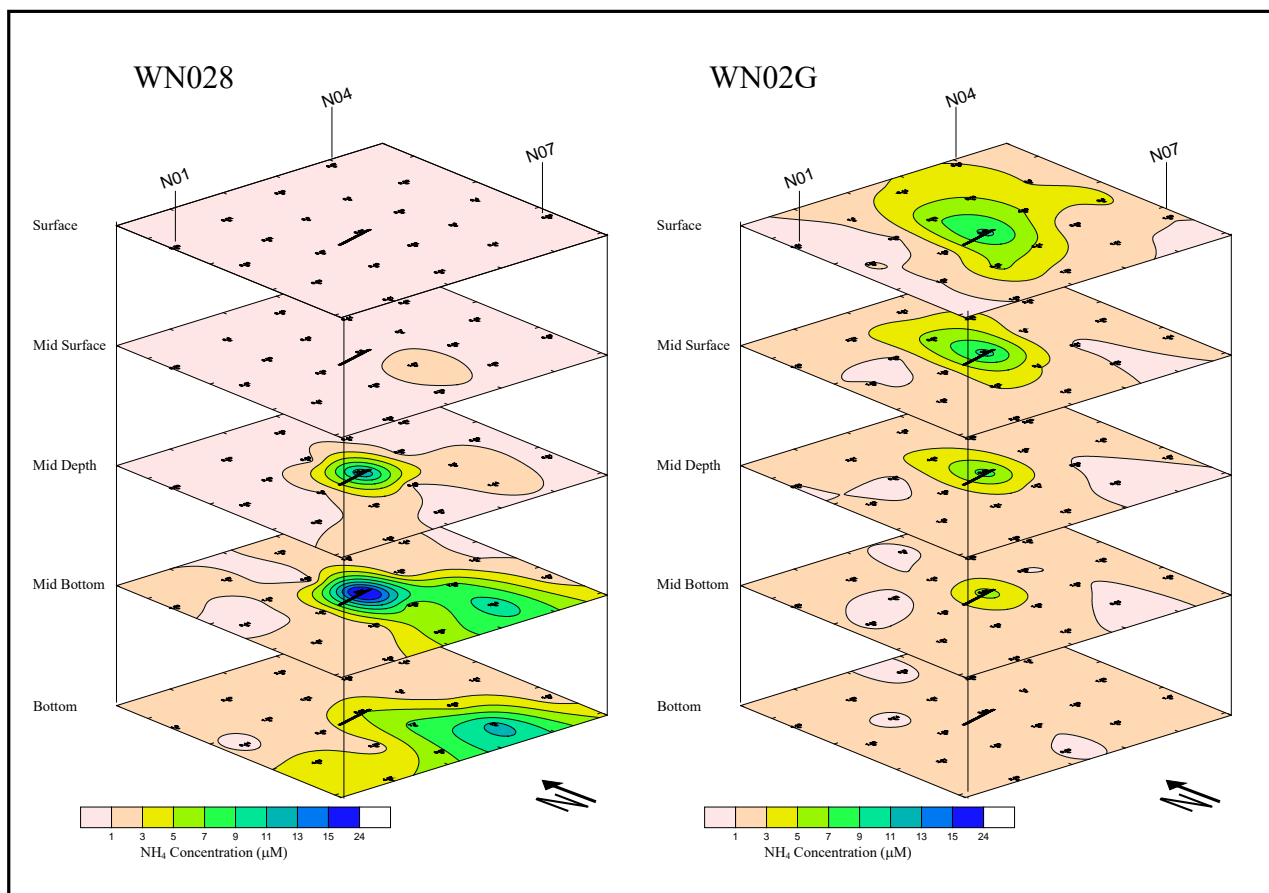 WN028
N04
N01
N07
Surface
Mid Surface
Mid Depth
Mid Bottom
Bottom
N
1 3 5 7 9 11 13 15 24
NH₄ Concentration (μM)
WN02G
N04
N01
N07
Surface
Mid Surface
Mid Depth
Mid Bottom
Bottom
N
1 3 5 7 9 11 13 15 24
NH₄ Concentration (μM)